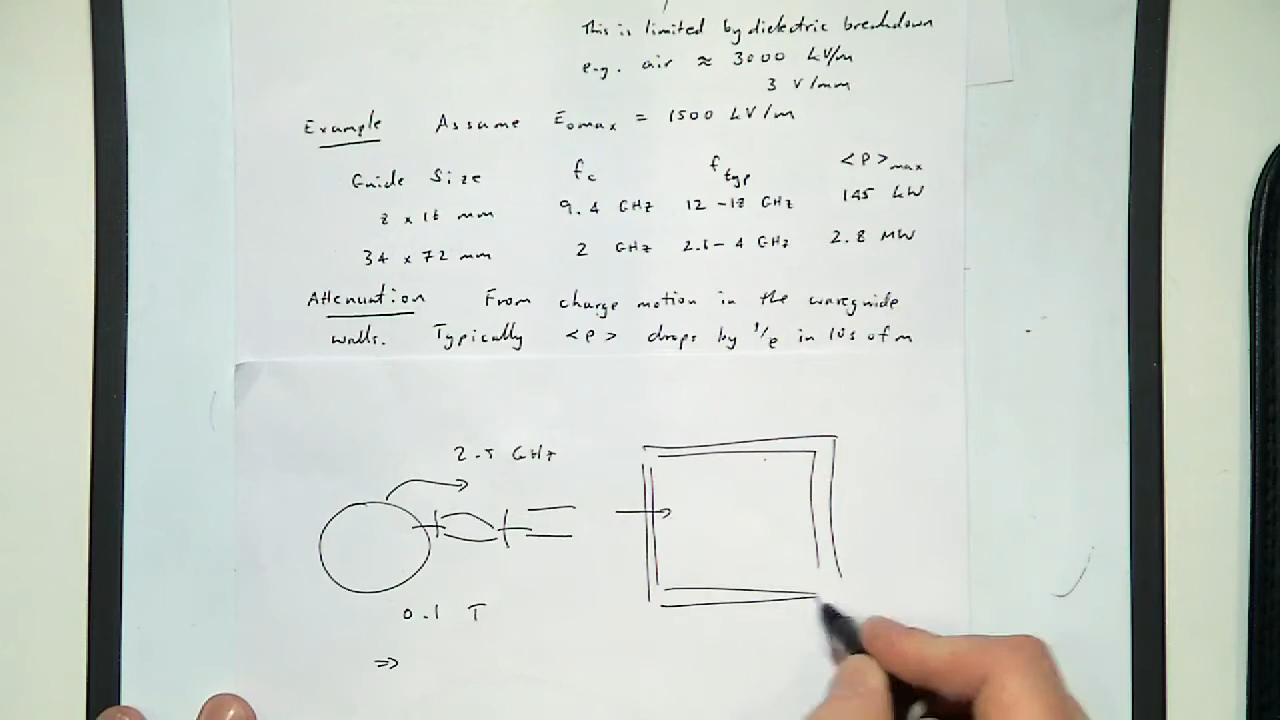 This is limited by dielectric breakdown
e.g. air ≈ 3000 kV/m
3 V/mm
Example Assume E₀max = 1500 kV/m
Guide Size f_c f_typ <P>max
8 x 16 mm 9.4 GHz 12-18 GHz 145 kW
34 x 72 mm 2 GHz 2.6-4 GHz 2.8 MW
Attenuation From charge motion in the waveguide
walls. Typically <P> drops by 1/e in 10s of m
2.5 GHz
0.1 T
⇒